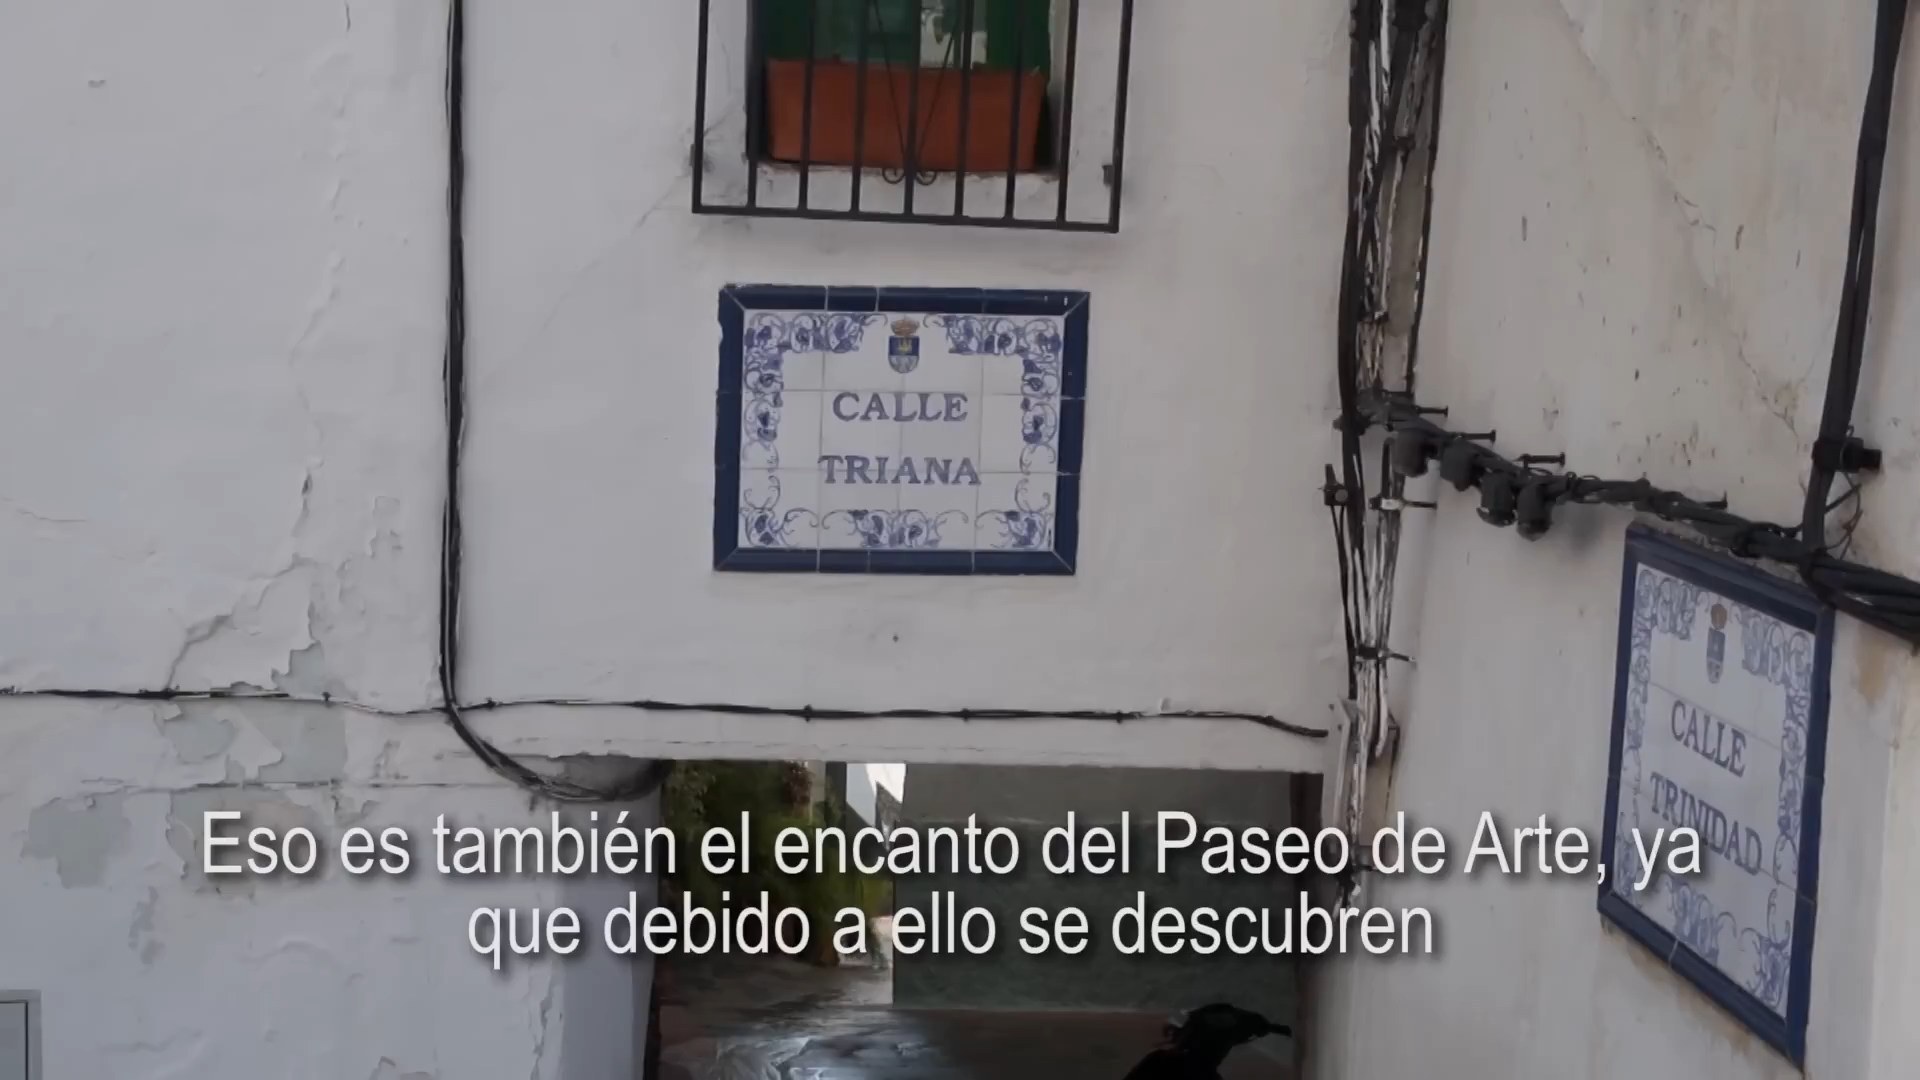 CALLE
TRIANA
CALLE
TRINIDAD
Eso es también el encanto del Paseo de Arte, ya
que debido a ello se descubren